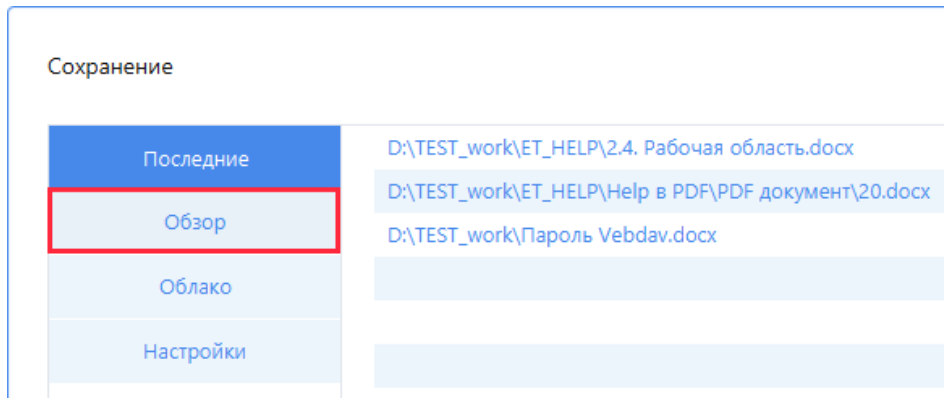 Сохранение
Последние
D:\TEST_work\ET_HELP\2.4. Рабочая область.docx
D:\TEST_work\ET_HELP\Help в PDF\PDF документ\20.docx
Обзор
D:\TEST_work\Пароль Vebdav.docx
Облако
Настройки